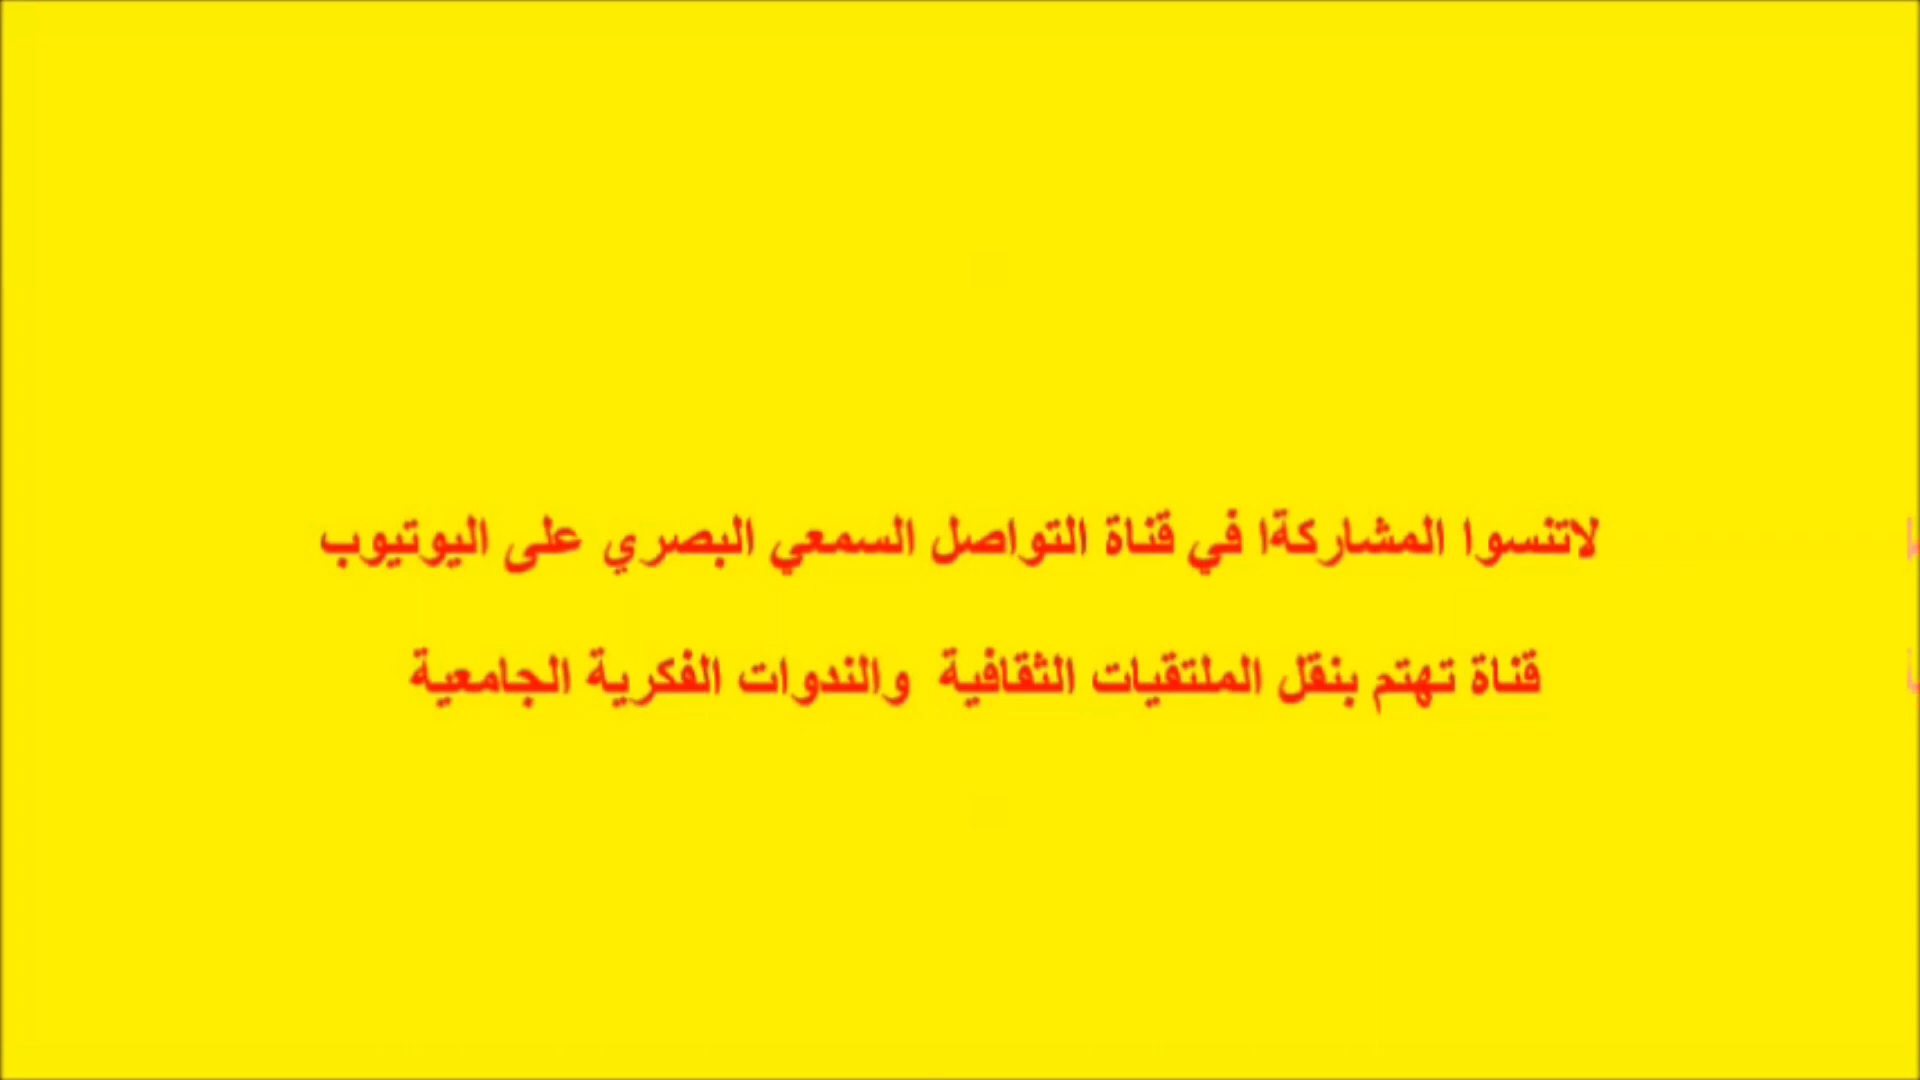 لاتنسوا المشاركةا في قناة التواصل السمعي البصري على اليوتيوب
قناة تهتم بنقل الملتقيات الثقافية والندوات الفكرية الجامعية